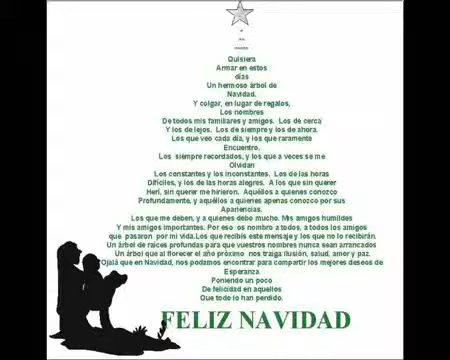 Quisiera
Armar en estos
días
Un hermoso árbol de
Navidad,
Y colgar, en lugar de regalos,
Los nombres
De todos mis familiares y amigos. Los de cerca
Y los de lejos. Los de siempre y los de ahora.
Los que veo cada día, y los que raramente
Encuentro,
Los siempre recordados, y los que a veces se me
Olvidan
Los constantes y los inconstantes. Los de las horas
Difíciles, y los de las horas alegres. A los que sin querer
Herí, sin querer me hirieron. Aquéllos a quienes conozco
Profundamente, y aquéllos a quienes apenas conozco por sus
Apariencias.
Los que me deben, y a quienes debo mucho. Mis amigos humildes
Y mis amigos importantes. Por eso os nombro a todos, a todos los amigos
que pasaron por mi vida.Los que recibís este mensaje y los que no lo recibirán.
Un árbol de raíces profundas para que vuestros nombres nunca sean arrancados
Un árbol que al florecer el año próximo nos traiga ilusión, salud, amor y paz.
Ojalá que en Navidad, nos podamos encontrar para compartir los mejores deseos de
Esperanza
Poniendo un poco
De felicidad en aquellos
Que todo lo han perdido.
FELIZ NAVIDAD